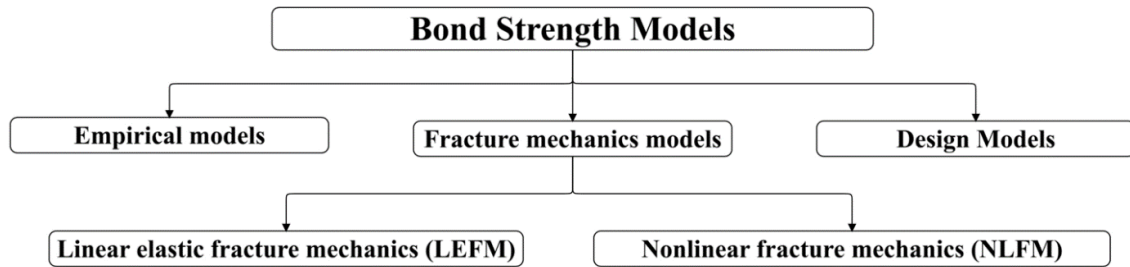 Bond Strength Models
Empirical models
Fracture mechanics models
Design Models
Linear elastic fracture mechanics (LEFM)
Nonlinear fracture mechanics (NLFM)